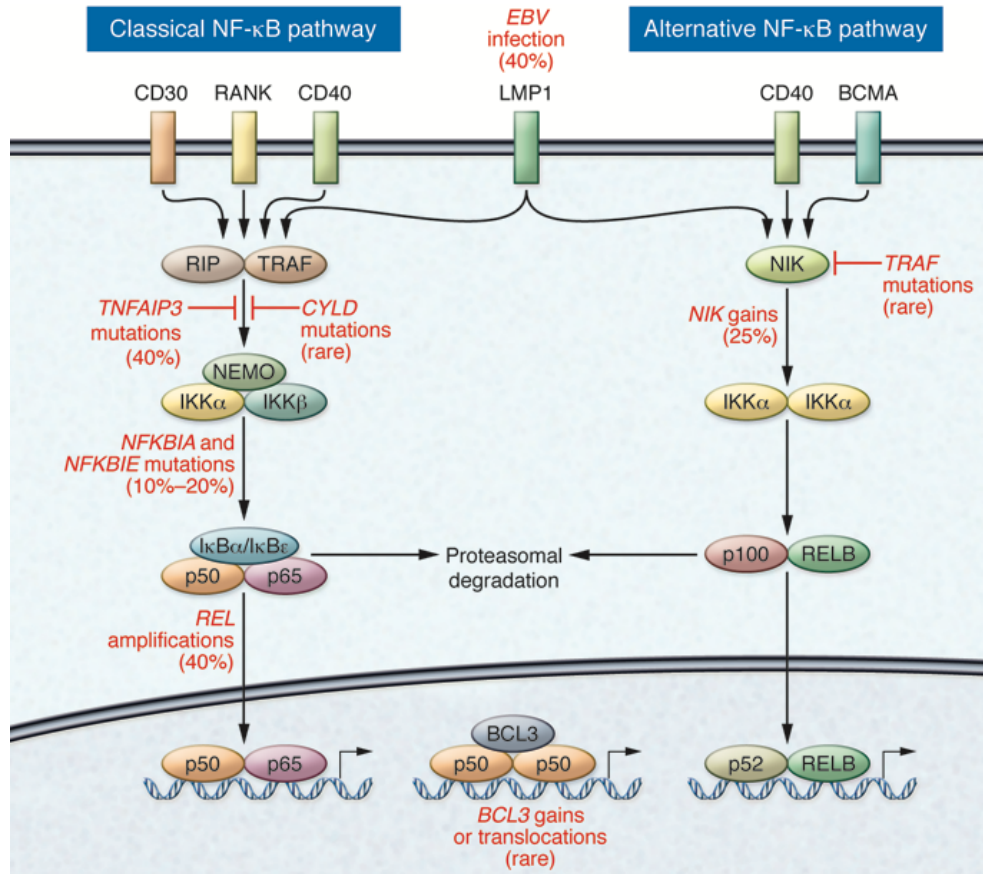 Classical NF-κB pathway
EBV
infection
(40%)
Alternative NF-κB pathway
CD30
RANK
CD40
LMP1
CD40
BCMA
RIP
TRAF
NIK
TRAF
mutations
(rare)
TNFAIP3
mutations
(40%)
CYLD
mutations
(rare)
NIK gains
(25%)
NEMO
IKKα
IKKβ
IKKα
IKKα
NFKBIA and
NFKBIE mutations
(10%–20%)
IκBα/IκBε
p50
p65
Proteasomal
degradation
p100
RELB
REL
amplifications
(40%)
p50
p65
BCL3
p50
p50
p52
RELB
BCL3 gains
or translocations
(rare)